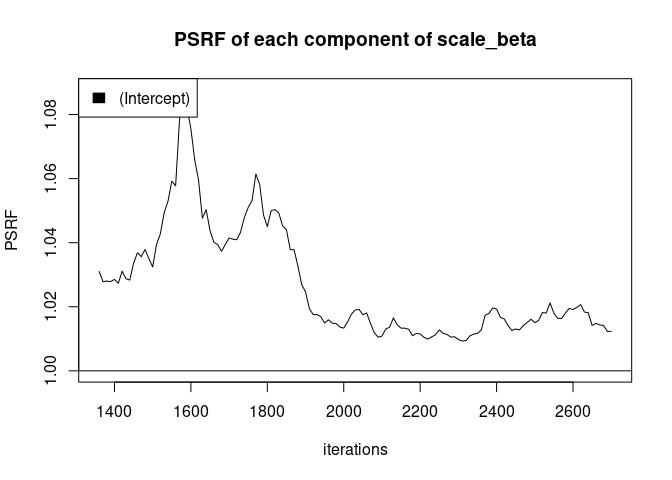 PSRF of each component of scale_beta
(Intercept)
PSRF
1.08
1.06
1.04
1.02
1.00
1400 1600 1800 2000 2200 2400 2600
iterations